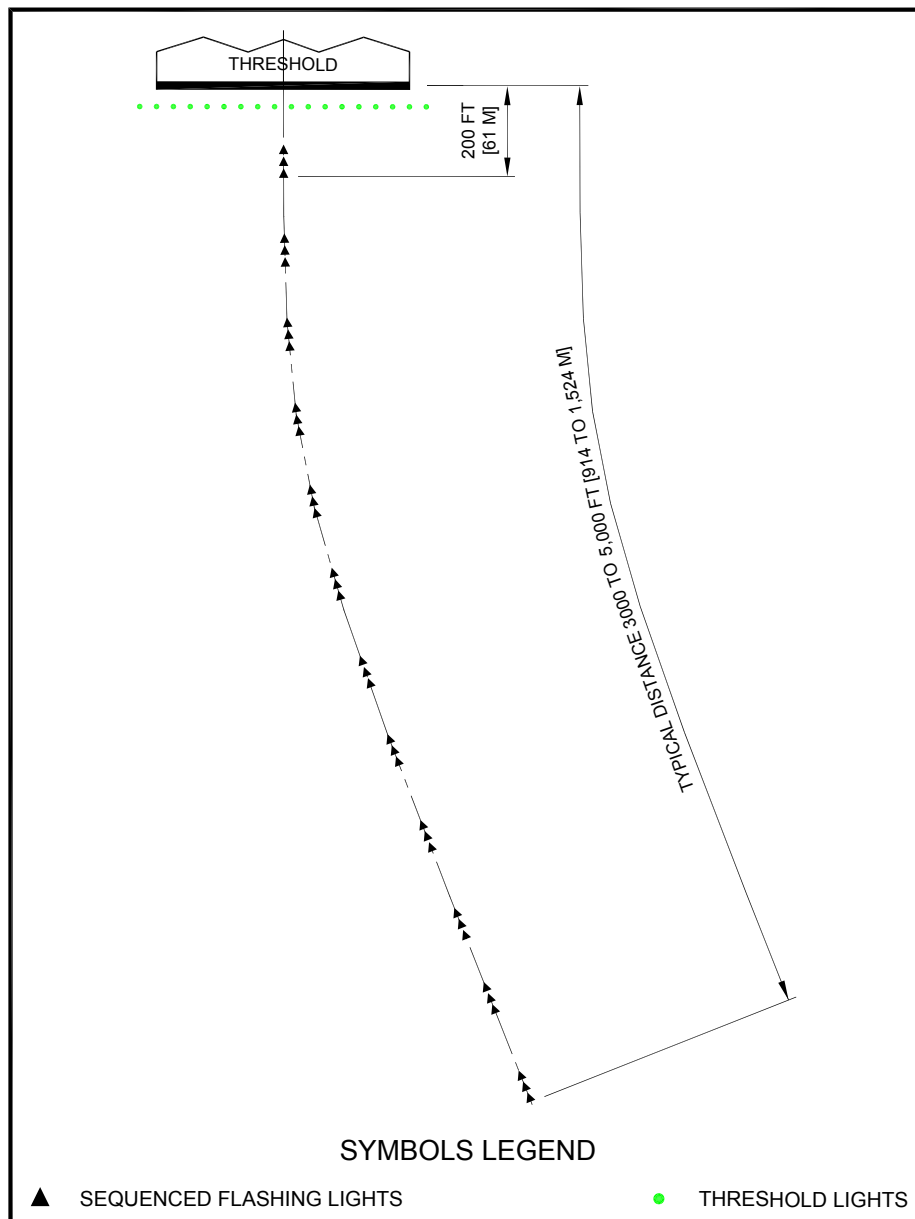 THRESHOLD
200 FT
[61 M]
TYPICAL DISTANCE 3000 TO 5,000 FT [914 TO 1,524 M]
SYMBOLS LEGEND
SEQUENCED FLASHING LIGHTS
THRESHOLD LIGHTS